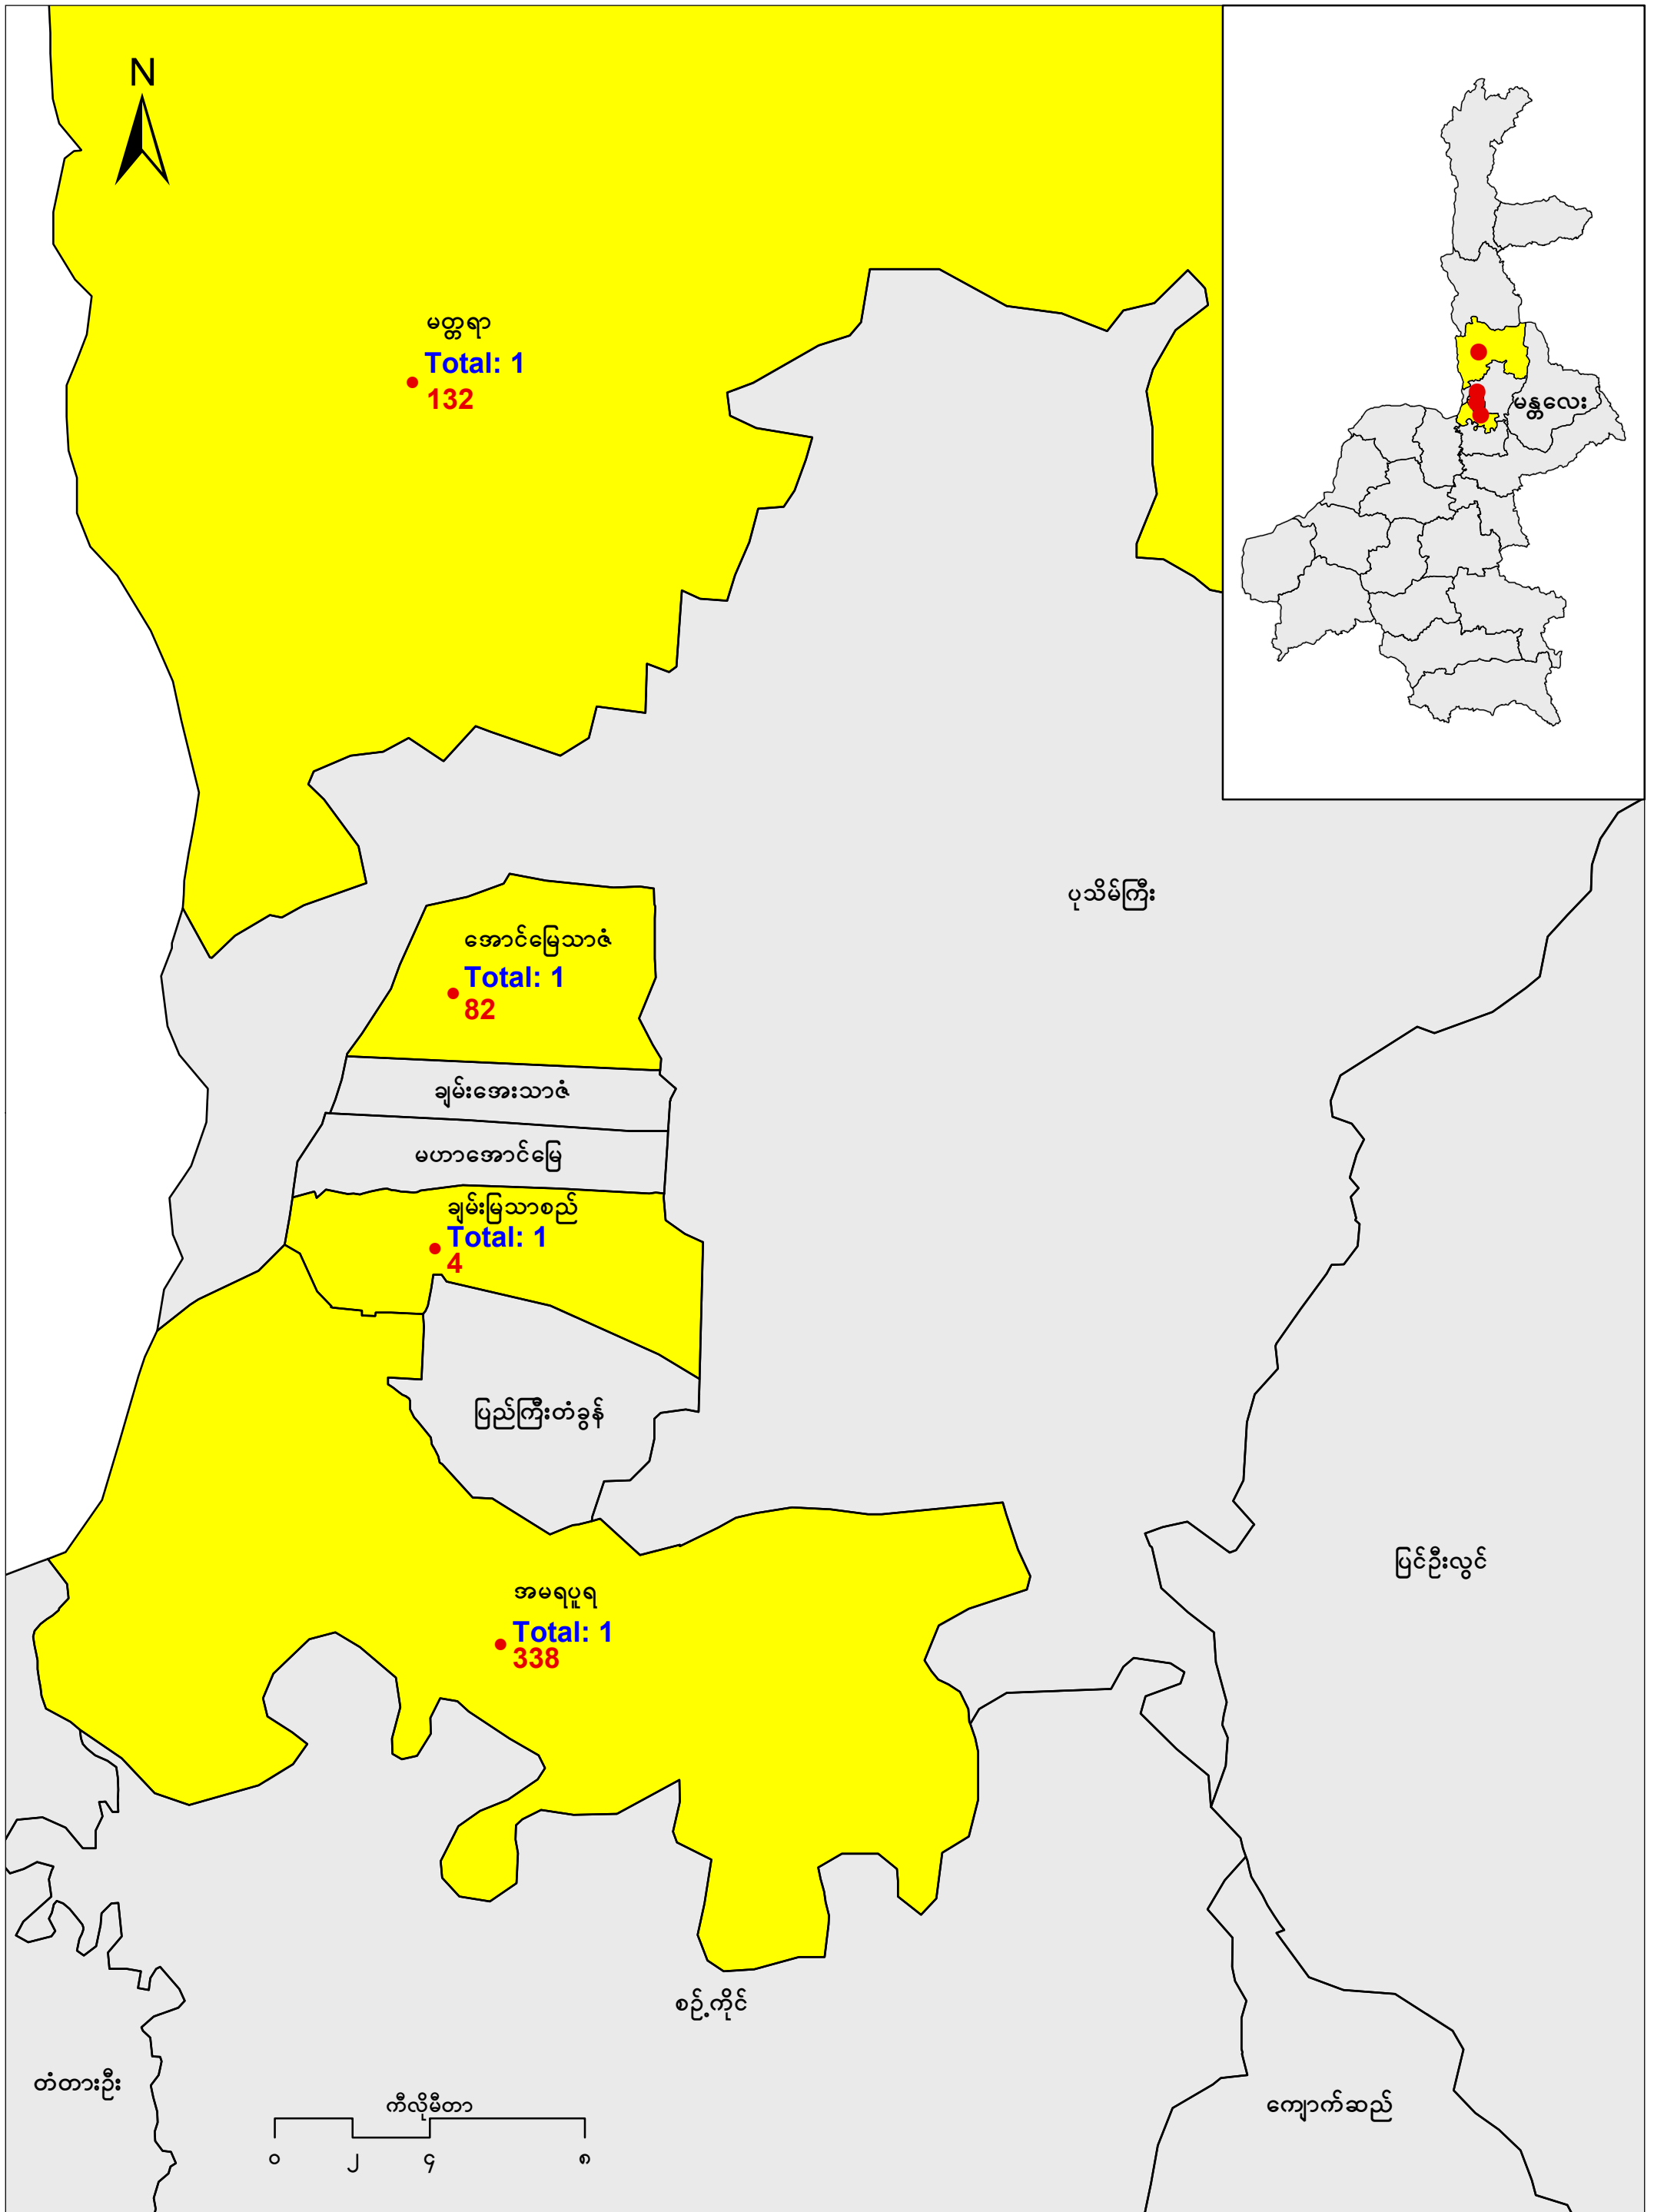 N
မတ္တရာ
Total: 1
132
မန္တလေး
ပုသိမ်ကြီး
အောင်မြေသာဇံ
Total: 1
82
ချမ်းအေးသာဇံ
မဟာအောင်မြေ
ချမ်းမြသာစည်
Total: 1
4
ပြည်ကြီးတံခွန်
ပြင်ဦးလွင်
အမရပူရ
Total: 1
338
စဉ့်ကိုင်
တံတားဦး
ကျောက်ဆည်
ကီလိုမီတာ
၀ ၂ ၄ ၈